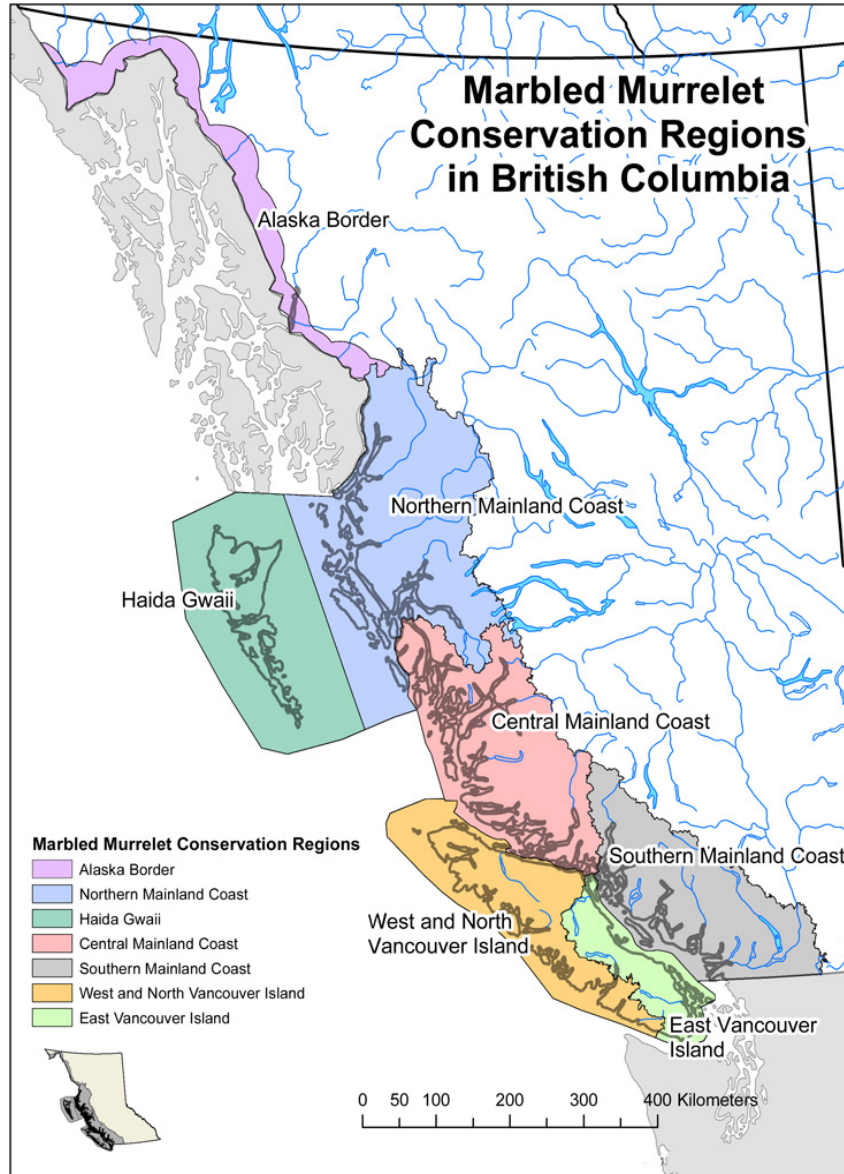 Marbled Murrelet
Conservation Regions
in British Columbia
Alaska Border
Northern Mainland Coast
Haida Gwaii
Central Mainland Coast
Southern Mainland Coast
West and North
Vancouver Island
East Vancouver
Island
Marbled Murrelet Conservation Regions
Alaska Border
Northern Mainland Coast
Haida Gwaii
Central Mainland Coast
Southern Mainland Coast
West and North Vancouver Island
East Vancouver Island
0 50 100 200 300 400 Kilometers